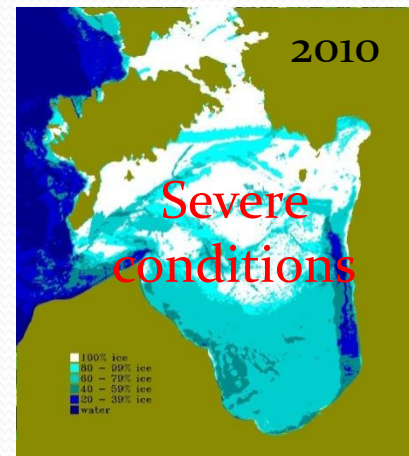 2010
Severe
conditions
100% ice
80 - 99% ice
60 - 79% ice
40 - 59% ice
20 - 39% ice
water